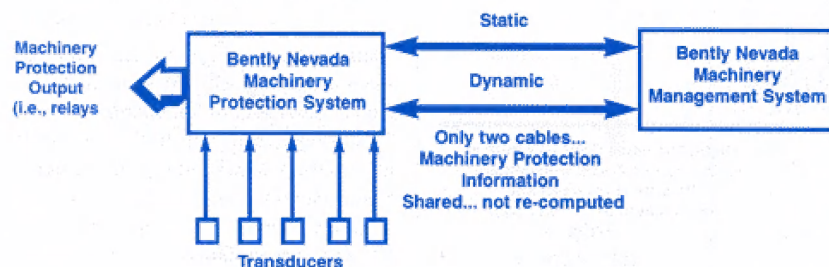 Machinery
Protection
Output
(i.e., relays
Bently Nevada
Machinery
Protection System
Static
Dynamic
Only two cables...
Machinery Protection
Information
Shared... not re-computed
Bently Nevada
Machinery
Management System
Transducers